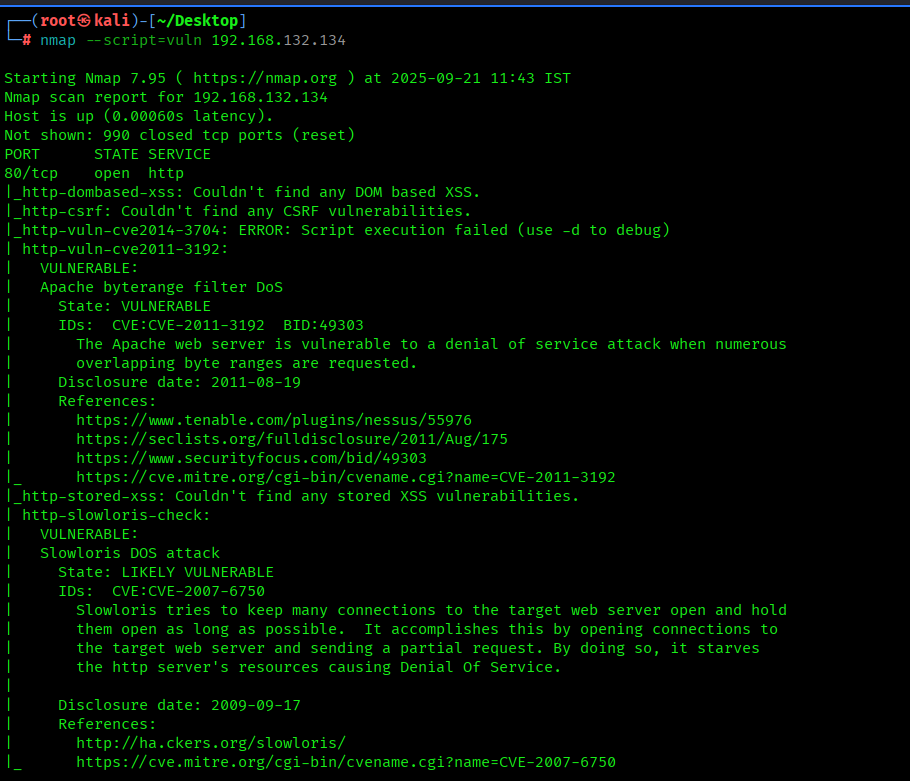 ┌──(root㉿kali)-[~/Desktop]
└─# nmap --script=vuln 192.168.132.134
Starting Nmap 7.95 ( https://nmap.org ) at 2025-09-21 11:43 IST
Nmap scan report for 192.168.132.134
Host is up (0.00060s latency).
Not shown: 990 closed tcp ports (reset)
PORT      STATE SERVICE
80/tcp    open  http
|_http-dombased-xss: Couldn't find any DOM based XSS.
|_http-csrf: Couldn't find any CSRF vulnerabilities.
|_http-vuln-cve2014-3704: ERROR: Script execution failed (use -d to debug)
| http-vuln-cve2011-3192:
|   VULNERABLE:
|   Apache byterange filter DoS
|     State: VULNERABLE
|     IDs:  CVE:CVE-2011-3192  BID:49303
|       The Apache web server is vulnerable to a denial of service attack when numerous
|       overlapping byte ranges are requested.
|     Disclosure date: 2011-08-19
|     References:
|       https://www.tenable.com/plugins/nessus/55976
|       https://seclists.org/fulldisclosure/2011/Aug/175
|       https://www.securityfocus.com/bid/49303
|_      https://cve.mitre.org/cgi-bin/cvename.cgi?name=CVE-2011-3192
|_http-stored-xss: Couldn't find any stored XSS vulnerabilities.
| http-slowloris-check:
|   VULNERABLE:
|   Slowloris DOS attack
|     State: LIKELY VULNERABLE
|     IDs:  CVE:CVE-2007-6750
|       Slowloris tries to keep many connections to the target web server open and hold
|       them open as long as possible.  It accomplishes this by opening connections to
|       the target web server and sending a partial request. By doing so, it starves
|       the http server's resources causing Denial Of Service.
|
|     Disclosure date: 2009-09-17
|     References:
|       http://ha.ckers.org/slowloris/
|_      https://cve.mitre.org/cgi-bin/cvename.cgi?name=CVE-2007-6750